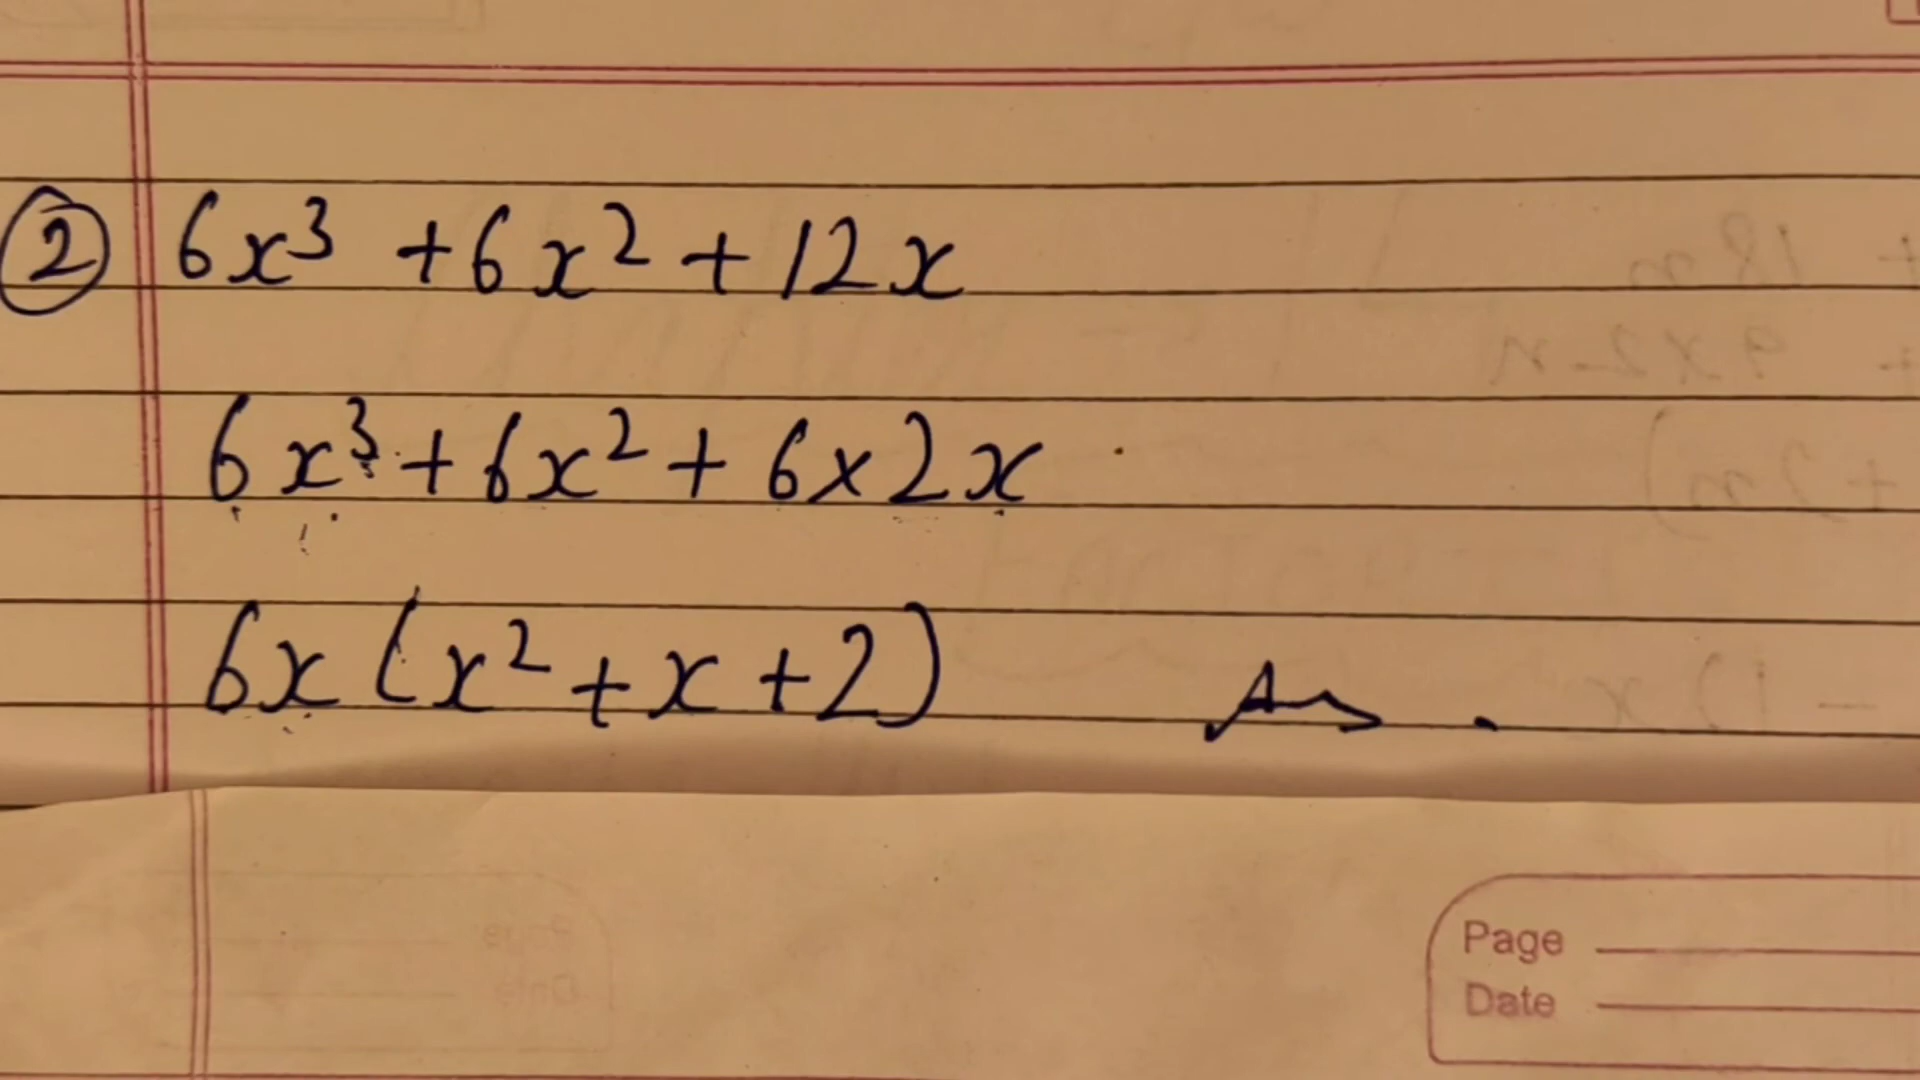 ② 6x³ + 6x² + 12x
6x³ + 6x² + 6×2x
6x(x² + x + 2) Ans.
Page
Date